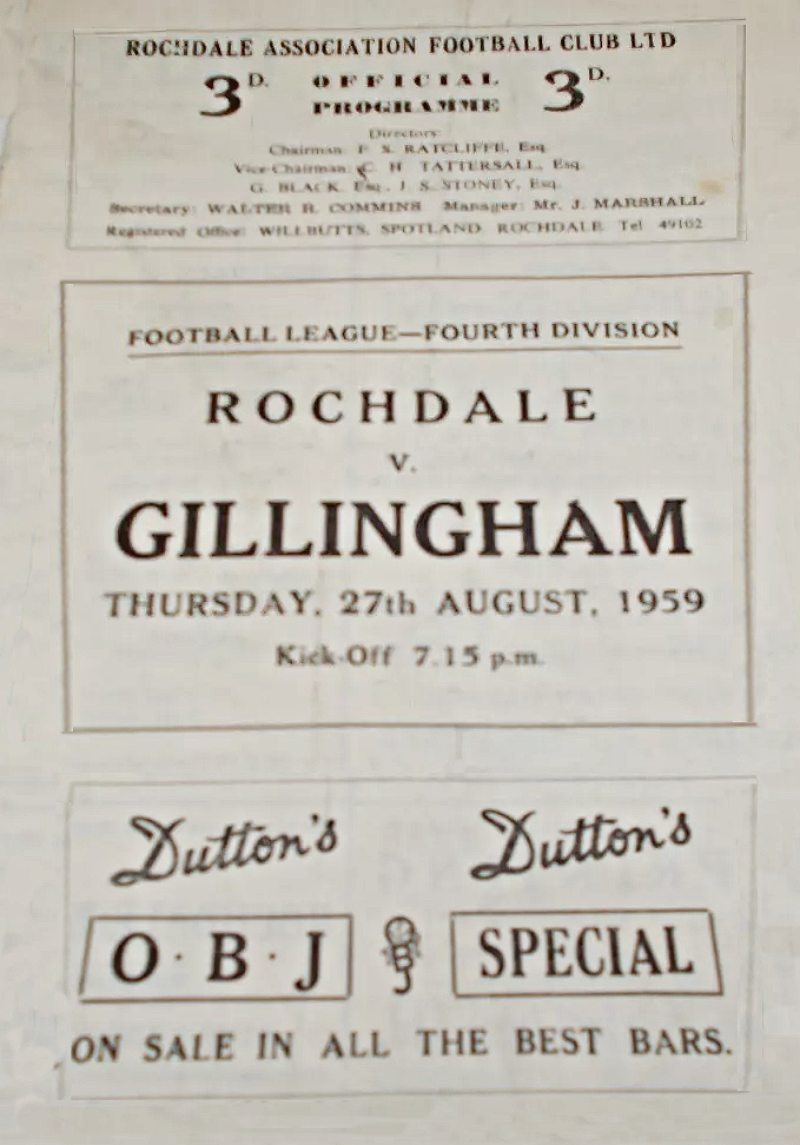 ROCHDALE ASSOCIATION FOOTBALL CLUB LTD
3D. OFFICIAL PROGRAMME 3D.
Directors:
Chairman: F. S. RATCLIFFE, Esq.
Vice-Chairman: C. H. TATTERSALL, Esq.
G. BLACK, Esq., J. S. STONEY, Esq.
Secretary: WALTER R. COMMINS Manager: Mr. J. MARSHALL
Registered Office: WILLBUTTS, SPOTLAND, ROCHDALE Tel 49102
FOOTBALL LEAGUE—FOURTH DIVISION
ROCHDALE
V.
GILLINGHAM
THURSDAY, 27th AUGUST, 1959
Kick-Off 7.15 p.m.
Dutton's Dutton's
O·B·J SPECIAL
ON SALE IN ALL THE BEST BARS.